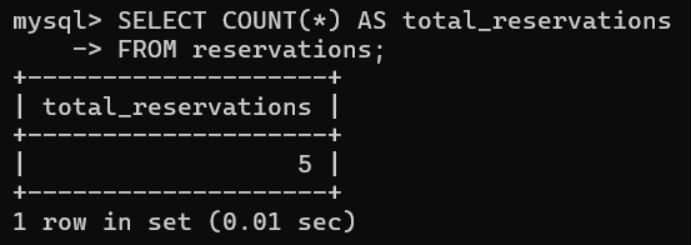 mysql> SELECT COUNT(*) AS total_reservations
    -> FROM reservations;
+--------------------+
| total_reservations |
+--------------------+
|                  5 |
+--------------------+
1 row in set (0.01 sec)